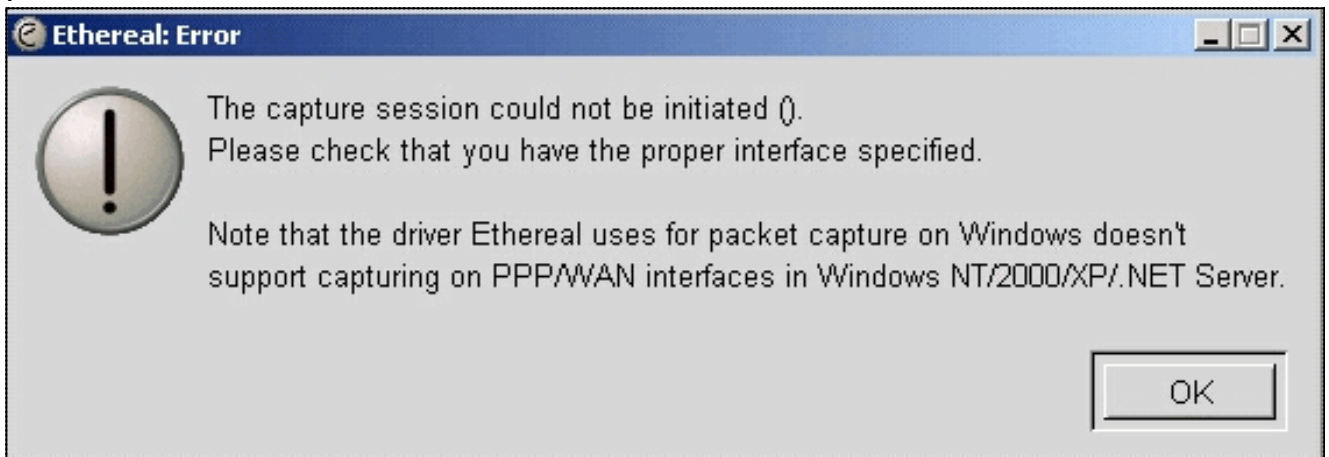 Ethereal: Error
The capture session could not be initiated ().
Please check that you have the proper interface specified.
Note that the driver Ethereal uses for packet capture on Windows doesn't
support capturing on PPP/WAN interfaces in Windows NT/2000/XP/.NET Server.
OK